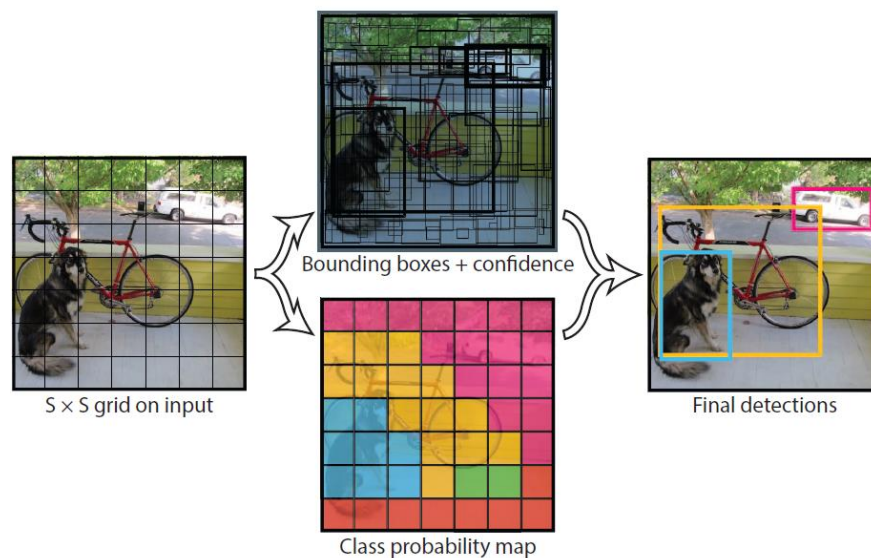 Bounding boxes + confidence
S × S grid on input
Final detections
Class probability map